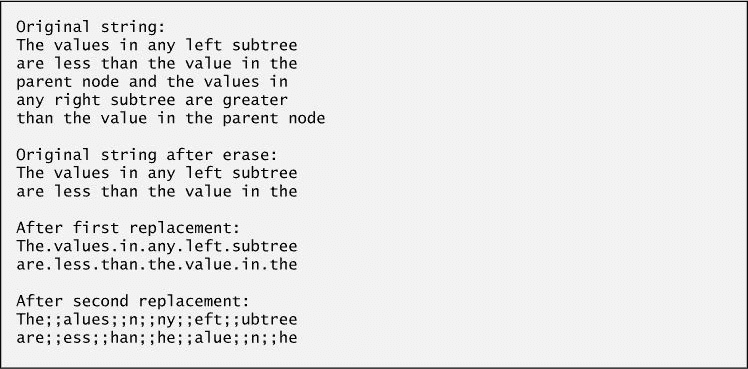 Original string:
The values in any left subtree
are less than the value in the
parent node and the values in
any right subtree are greater
than the value in the parent node
Original string after erase:
The values in any left subtree
are less than the value in the
After first replacement:
The.values.in.any.left.subtree
are.less.than.the.value.in.the
After second replacement:
The;;alues;;n;;ny;;eft;;ubtree
are;;ess;;han;;he;;alue;;n;;he